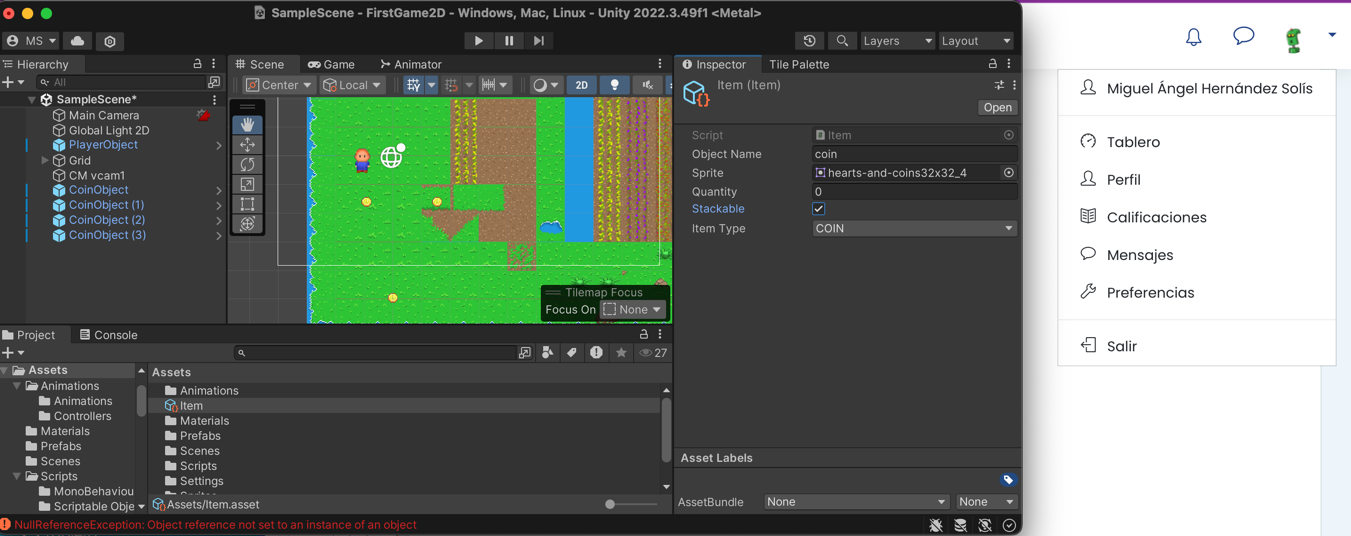 SampleScene - FirstGame2D - Windows, Mac, Linux - Unity 2022.3.49f1 <Metal>
MS
Layers
Layout
Hierarchy
All
SampleScene*
Main Camera
Global Light 2D
PlayerObject
Grid
CM vcam1
CoinObject
CoinObject (1)
CoinObject (2)
CoinObject (3)
Scene
Game
Animator
Center
Local
2D
Tilemap Focus
Focus On
None
Inspector
Tile Palette
Item (Item)
Open
Script
Item
Object Name
coin
Sprite
hearts-and-coins32x32_4
Quantity
0
Stackable
Item Type
COIN
Asset Labels
AssetBundle
None
None
Project
Console
27
Assets
Animations
Animations
Controllers
Materials
Prefabs
Scenes
Scripts
MonoBehaviou
Scriptable Obje
Assets
Animations
Item
Materials
Prefabs
Scenes
Scripts
Settings
Assets/Item.asset
NullReferenceException: Object reference not set to an instance of an object
Miguel Ángel Hernández Solís
Tablero
Perfil
Calificaciones
Mensajes
Preferencias
Salir